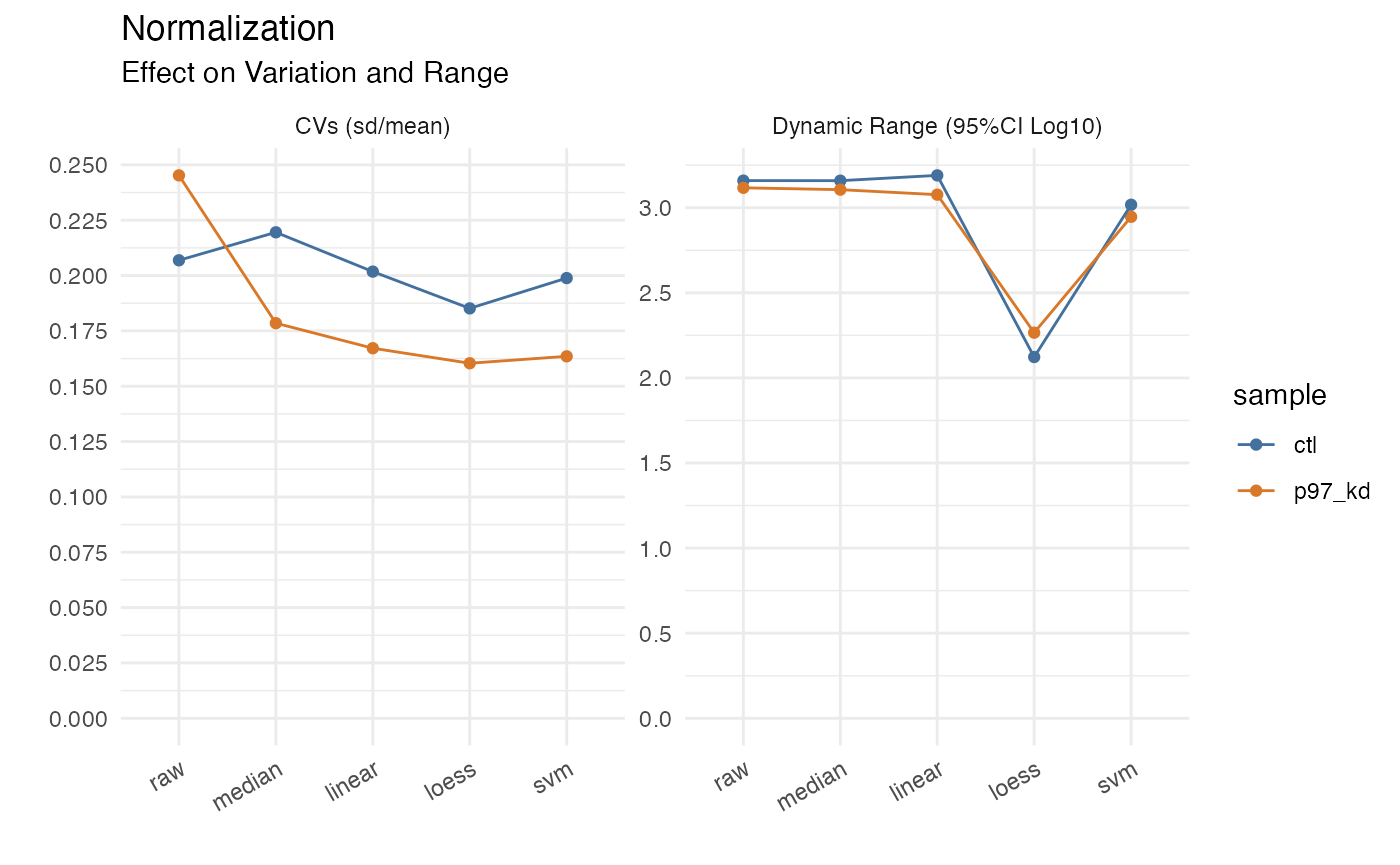 Normalization
Effect on Variation and Range
CVs (sd/mean)
0.250
0.225
0.200
0.175
0.150
0.125
0.100
0.075
0.050
0.025
0.000
raw
median
linear
loess
svm
Dynamic Range (95%CI Log10)
3.0
2.5
2.0
1.5
1.0
0.5
0.0
raw
median
linear
loess
svm
sample
ctl
p97_kd